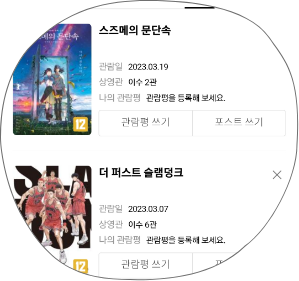 스즈메의 문단속
관람일 2023.03.19
상영관 이수 2관
나의 관람평 관람평을 등록해 보세요.
관람평 쓰기 포스트 쓰기
12
더 퍼스트 슬램덩크
관람일 2023.03.07
상영관 이수 6관
나의 관람평 관람평을 등록해 보세요.
관람평 쓰기